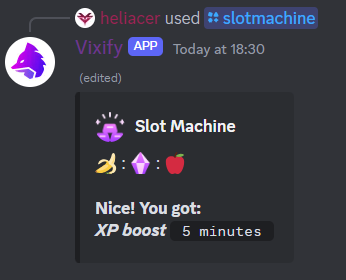 heliacer used slotmachine
Vixify APP Today at 18:30
(edited)
Slot Machine
: :
Nice! You got:
XP boost 5 minutes